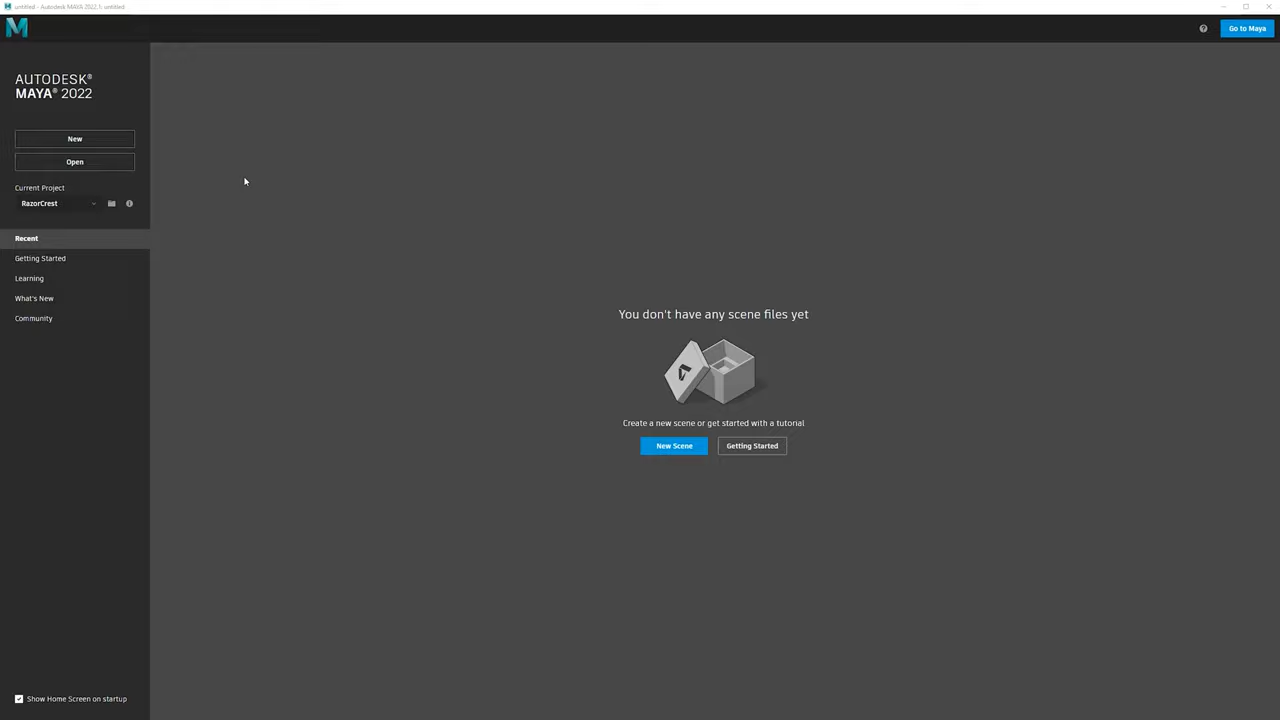 untitled - Autodesk MAYA 2022.1: untitled
M
Go to Maya
AUTODESK®
MAYA® 2022
New
Open
Current Project
RazorCrest
Recent
Getting Started
Learning
What's New
Community
You don't have any scene files yet
Create a new scene or get started with a tutorial
New Scene
Getting Started
Show Home Screen on startup